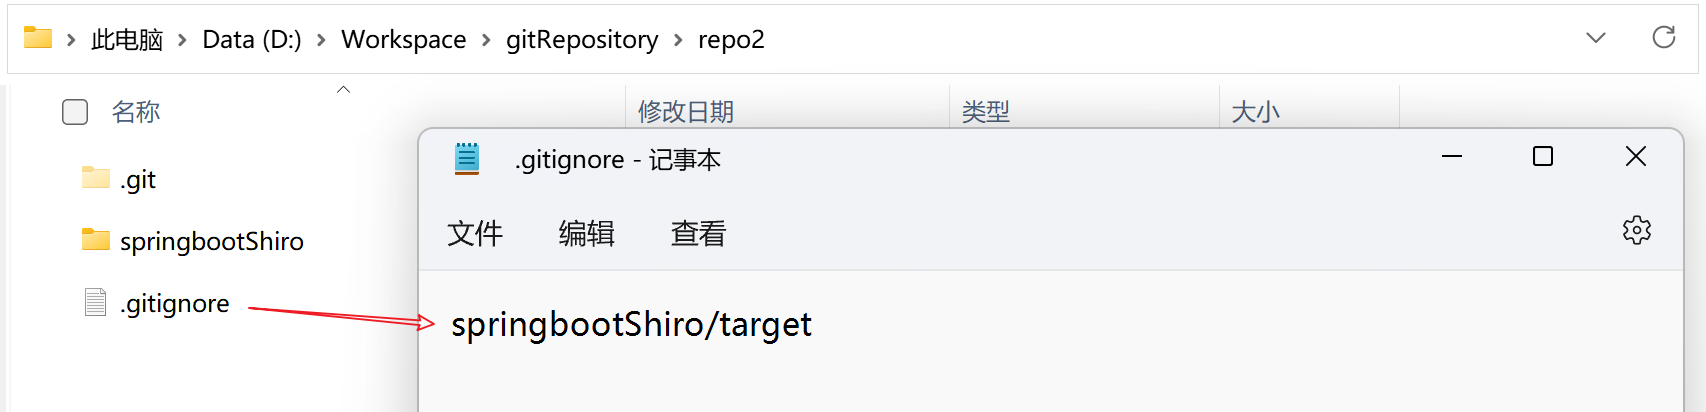 此电脑 > Data (D:) > Workspace > gitRepository > repo2
名称 修改日期 类型 大小
.gitignore - 记事本
.git
文件 编辑 查看
springbootShiro
.gitignore
springbootShiro/target